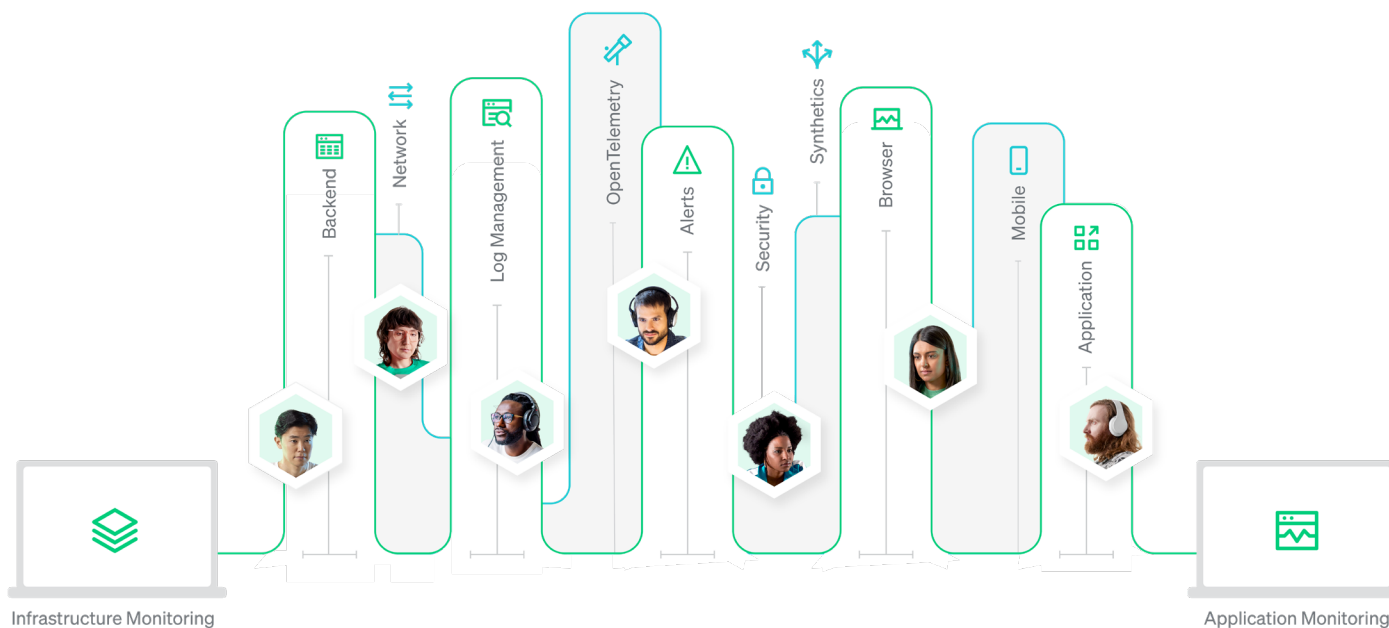 Backend
Network
Log Management
OpenTelemetry
Alerts
Security
Synthetics
Browser
Mobile
Application
Infrastructure Monitoring
Application Monitoring